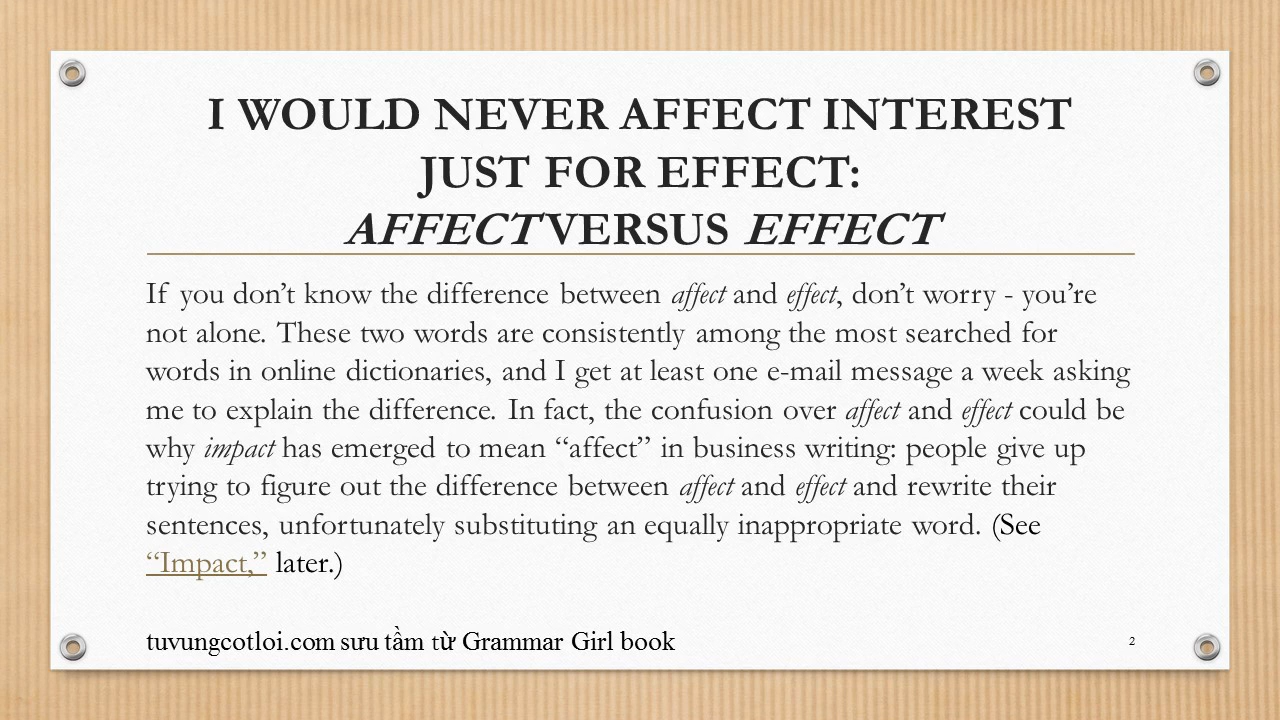 I WOULD NEVER AFFECT INTEREST
JUST FOR EFFECT:
AFFECT VERSUS EFFECT
If you don’t know the difference between affect and effect, don’t worry - you’re
not alone. These two words are consistently among the most searched for
words in online dictionaries, and I get at least one e-mail message a week asking
me to explain the difference. In fact, the confusion over affect and effect could be
why impact has emerged to mean “affect” in business writing: people give up
trying to figure out the difference between affect and effect and rewrite their
sentences, unfortunately substituting an equally inappropriate word. (See
“Impact,” later.)
tuvungcotloi.com sưu tầm từ Grammar Girl book
2